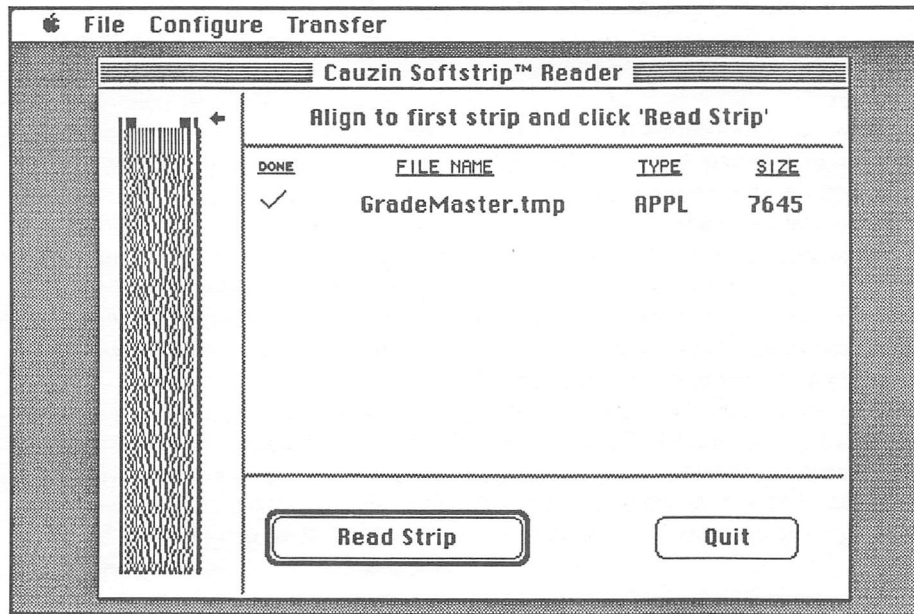 File Configure Transfer
Cauzin Softstrip™ Reader
Align to first strip and click 'Read Strip'
DONE FILE NAME TYPE SIZE
GradeMaster.tmp APPL 7645
Read Strip Quit